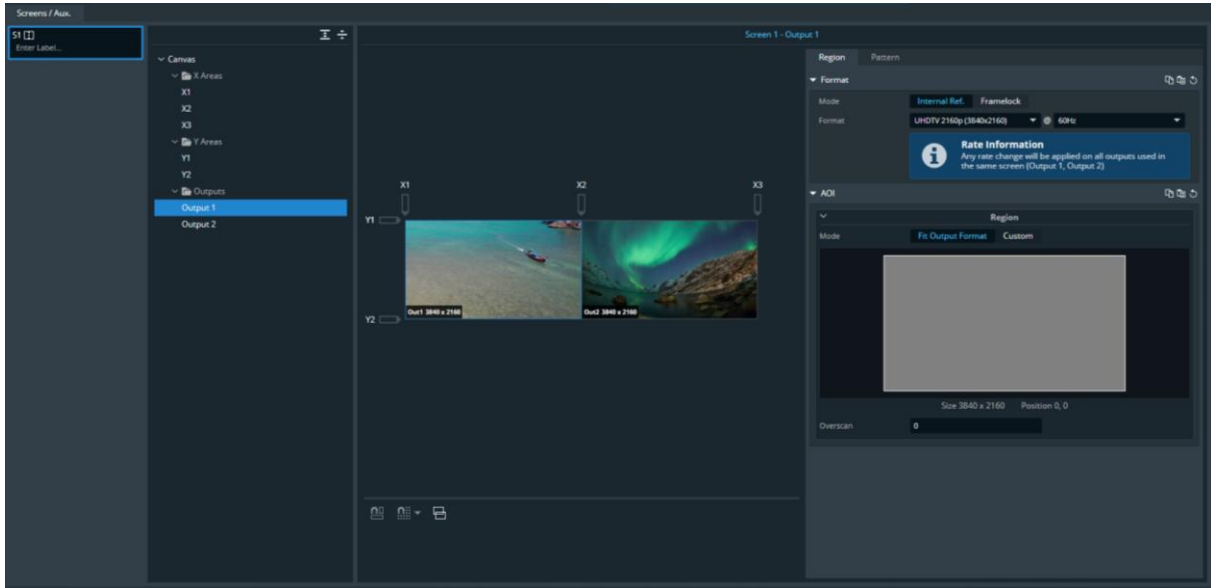 Screens / Aux.
S1
Enter Label...
Canvas
X Areas
X1
X2
X3
Y Areas
Y1
Y2
Outputs
Output 1
Output 2
Screen 1 - Output 1
X1
X2
X3
Y1
Y2
Out1 3840 x 2160
Out2 3840 x 2160
Region Pattern
Format
Mode Internal Ref. Framelock
Format UHDTV 2160p (3840x2160) @ 60Hz
Rate Information
Any rate change will be applied on all outputs used in
the same screen (Output 1, Output 2)
AOI
Region
Mode Fit Output Format Custom
Size 3840 x 2160 Position 0, 0
Overscan 0